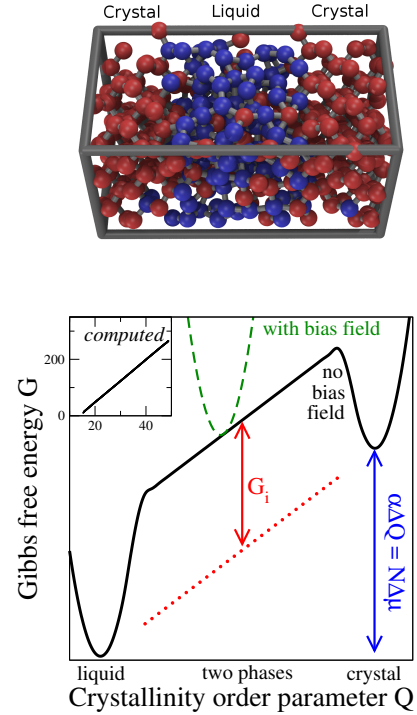 Crystal Liquid Crystal
computed
200
0
20 40
with bias field
no
bias
field
Gibbs free energy G
G_i
αΔQ = NΔμ
liquid two phases crystal
Crystallinity order parameter Q